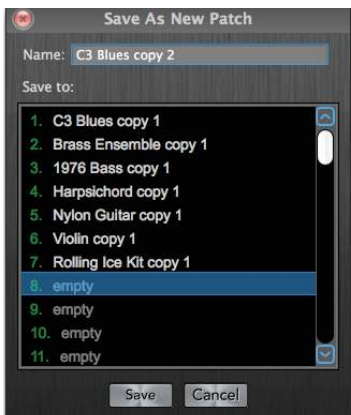 Save As New Patch
Name: C3 Blues copy 2
Save to:
1. C3 Blues copy 1
2. Brass Ensemble copy 1
3. 1976 Bass copy 1
4. Harpsichord copy 1
5. Nylon Guitar copy 1
6. Violin copy 1
7. Rolling Ice Kit copy 1
8. empty
9. empty
10. empty
11. empty
Save Cancel